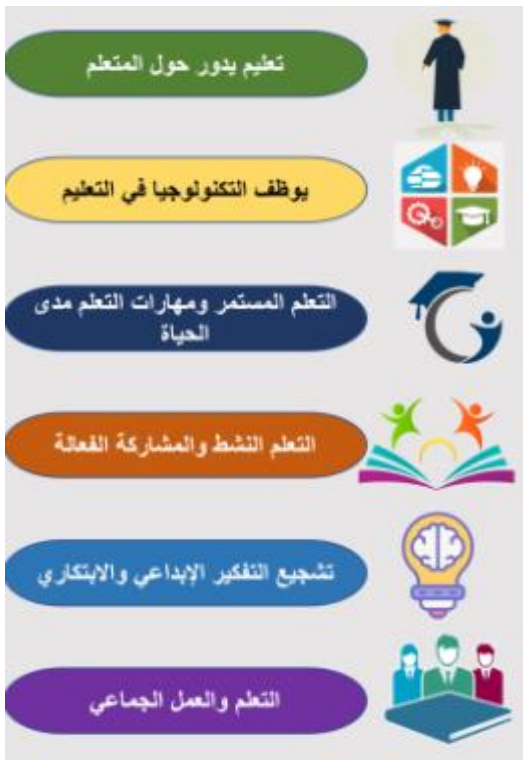 تعليم يدور حول المتعلم
يوظف التكنولوجيا في التعليم
التعلم المستمر ومهارات التعلم مدى
الحياة
التعلم النشط والمشاركة الفعالة
تشجيع التفكير الإبداعي والابتكاري
التعلم والعمل الجماعي